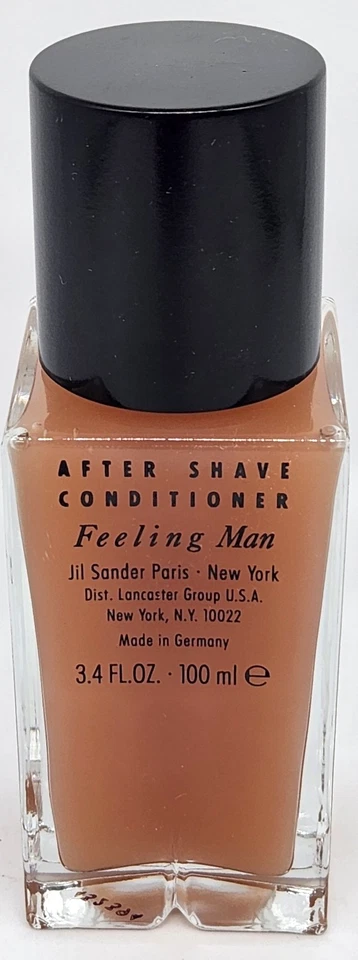 AFTER SHAVE
CONDITIONER
Feeling Man
Jil Sander Paris · New York
Dist. Lancaster Group U.S.A.
New York, N.Y. 10022
Made in Germany
3.4 FL.OZ. · 100 ml ℮